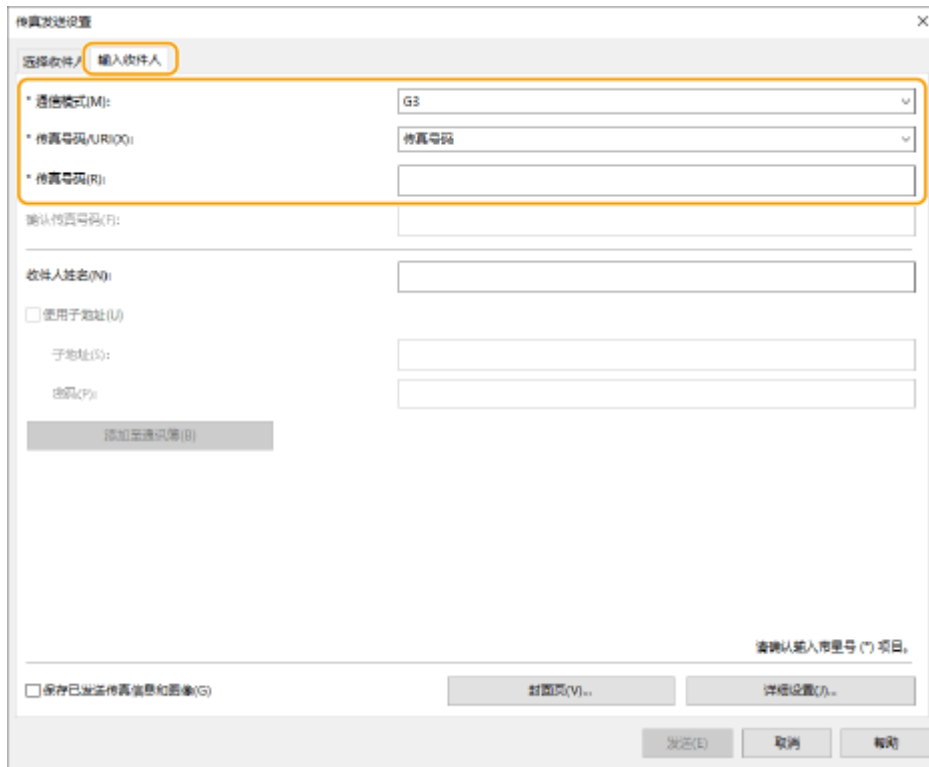 传真发送设置
选择收件人 输入收件人
* 通信模式(M): G3
* 传真号码/URI(X): 传真号码
* 传真号码(R):
确认传真号码(F):
收件人姓名(N):
使用子地址(U)
子地址(S):
密码(P):
添加至通讯簿(B)
请确认输入带星号 (*) 项目。
保存已发送传真信息和图像(G) 封面页(V)... 详细设置(J)...
发送(E) 取消 帮助